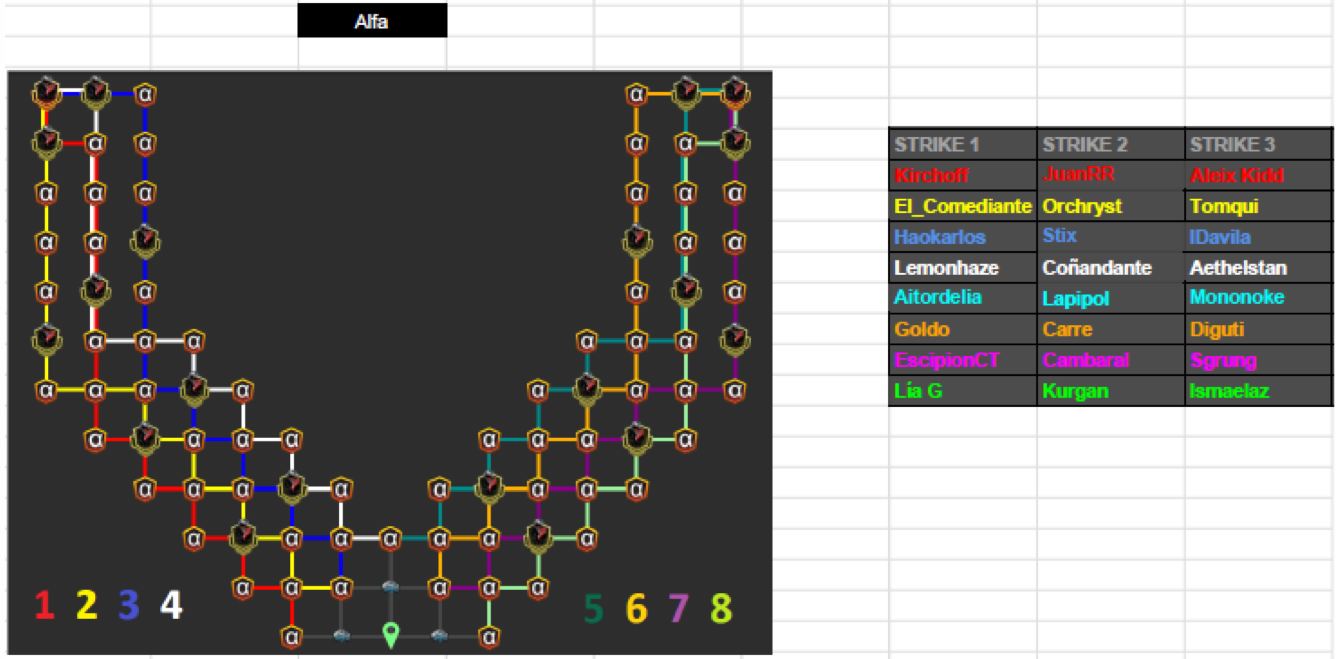 Alfa
STRIKE 1 STRIKE 2 STRIKE 3
Kirchoff JuanRR Aleix Kidd
El_Comediante Orchryst Tomqui
Haokarlos Stix IDavila
Lemonhaze Coñandante Aethelstan
Aitordelia Lapipol Mononoke
Goldo Carre Diguti
EscipionCT Cambaral Sgrung
Lía G Kurgan Ismaelaz
α α
α α α α
α α α α α α
α α α α
α α α α
α α α α α α
α α α α α α α α
α α α α α α α α
α α α α α α α α
α α α α α α α
α α α α α α
1 2 3 4 5 6 7 8
α α